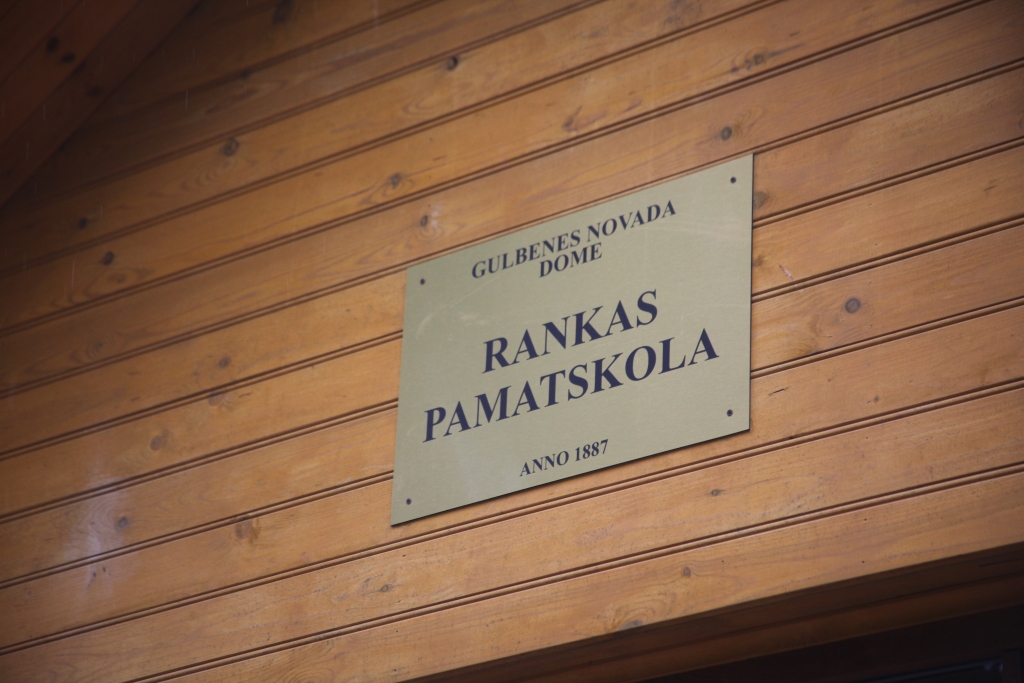 GULBENES NOVADA
DOME
RANKAS
PAMATSKOLA
ANNO 1887